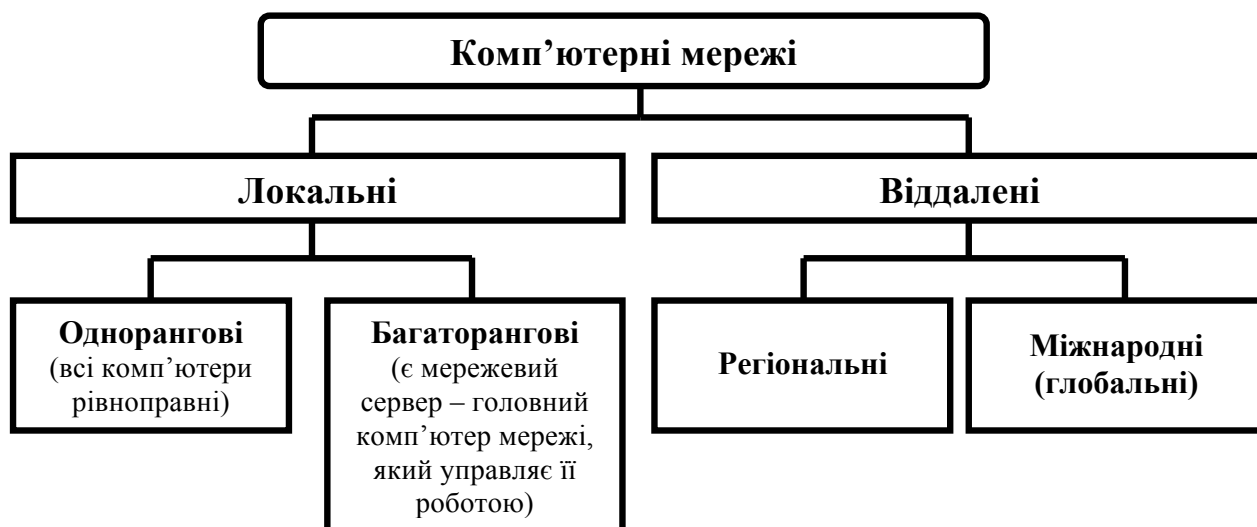 Комп’ютерні мережі
Локальні
Віддалені
Однорангові
(всі комп’ютери
рівноправні)
Багаторангові
(є мережевий
сервер – головний
комп’ютер мережі,
який управляє її
роботою)
Регіональні
Міжнародні
(глобальні)